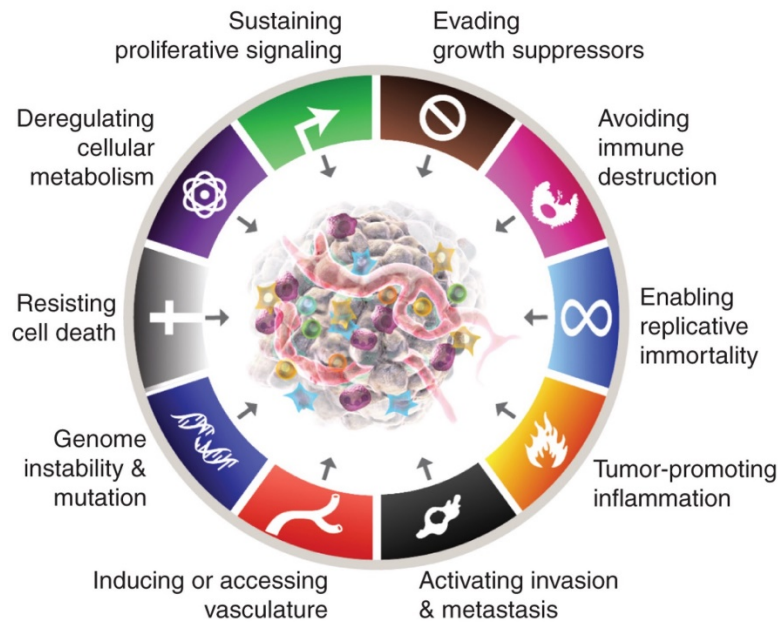 Sustaining
proliferative signaling
Evading
growth suppressors
Avoiding
immune
destruction
Enabling
replicative
immortality
Tumor-promoting
inflammation
Activating invasion
& metastasis
Inducing or accessing
vasculature
Genome
instability &
mutation
Resisting
cell death
Deregulating
cellular
metabolism